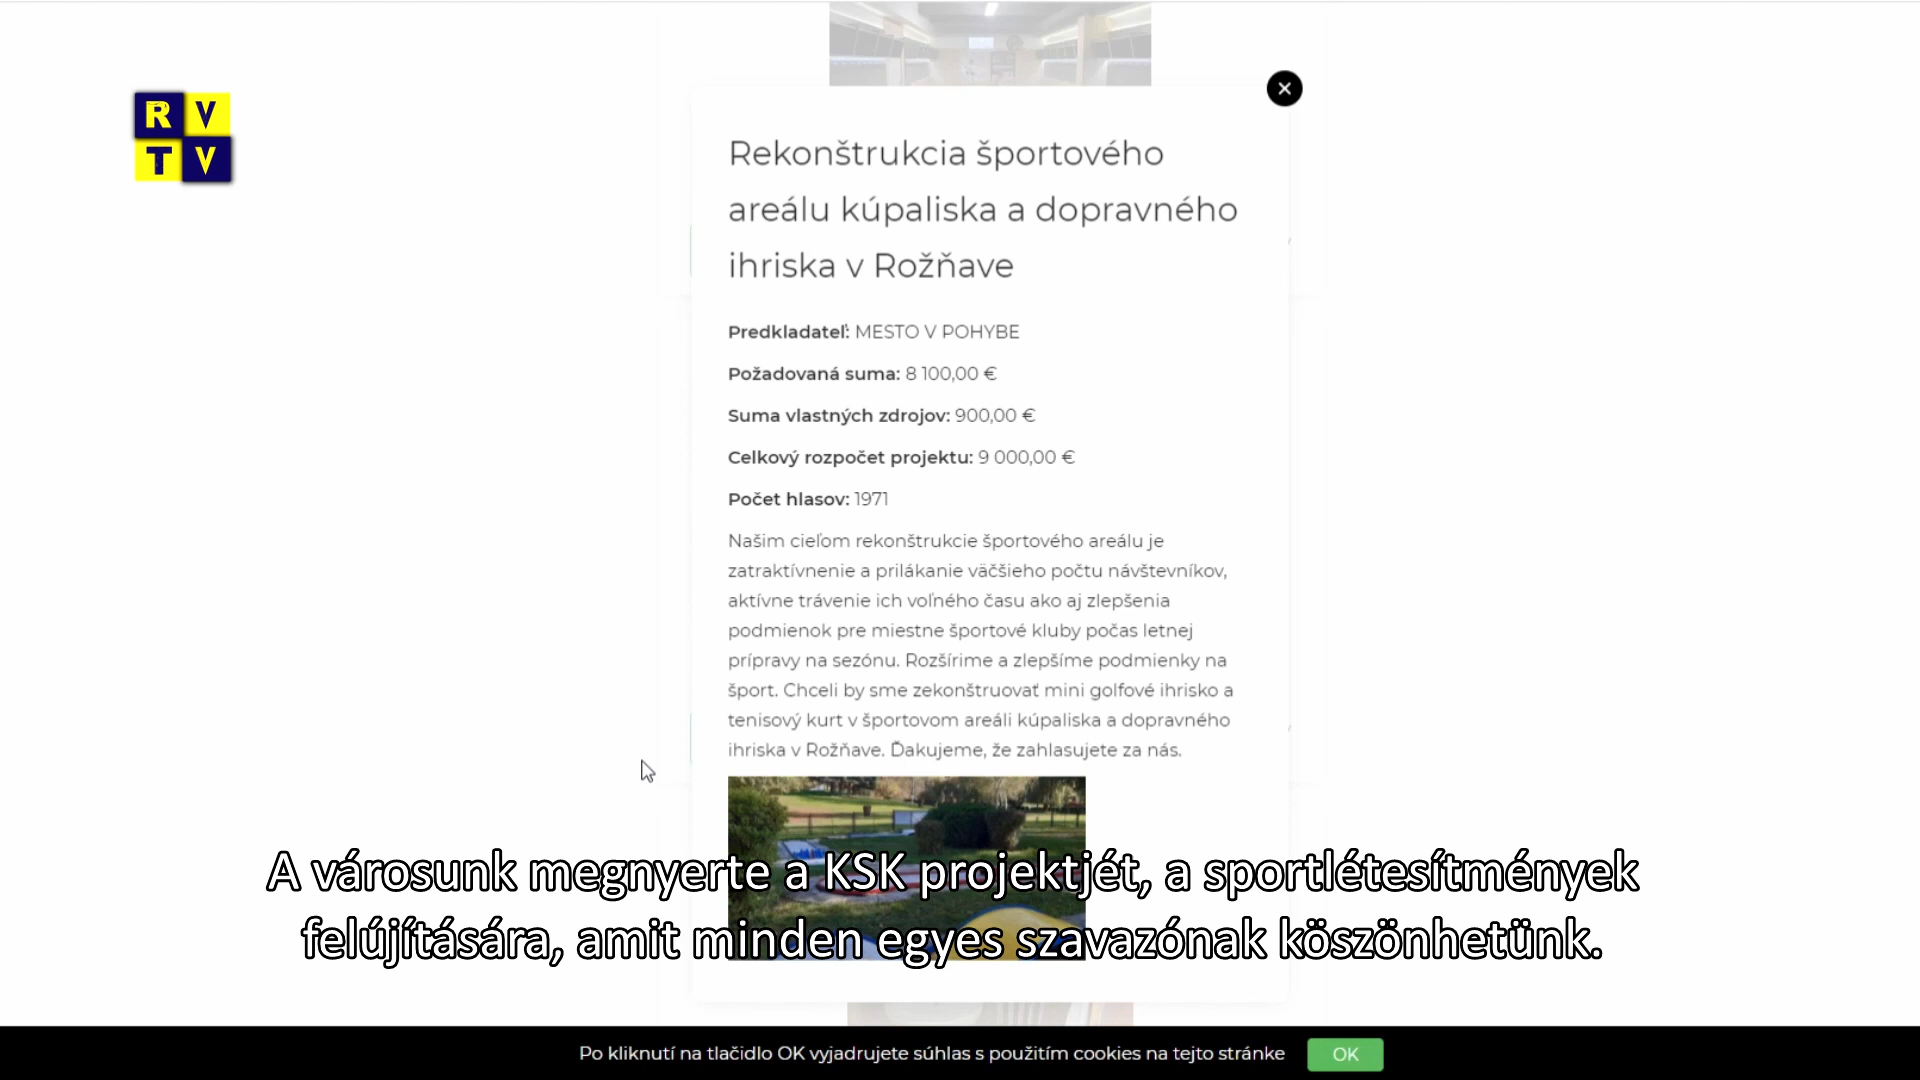 R V
T V
Rekonštrukcia športového
areálu kúpaliska a dopravného
ihriska v Rožňave
Predkladateľ: MESTO V POHYBE
Požadovaná suma: 8 100,00 €
Suma vlastných zdrojov: 900,00 €
Celkový rozpočet projektu: 9 000,00 €
Počet hlasov: 1971
Našim cieľom rekonštrukcie športového areálu je
zatraktívnenie a prilákanie väčšieho počtu návštevníkov,
aktívne trávenie ich voľného času ako aj zlepšenia
podmienok pre miestne športové kluby počas letnej
prípravy na sezónu. Rozšírime a zlepšíme podmienky na
šport. Chceli by sme zekonštruovať mini golfové ihrisko a
tenisový kurt v športovom areáli kúpaliska a dopravného
ihriska v Rožňave. Ďakujeme, že zahlasujete za nás.
A városunk megnyerte a KSK projektjét, a sportlétesítmények
felújítására, amit minden egyes szavazónak köszönhetünk.
Po kliknutí na tlačidlo OK vyjadrujete súhlas s použitím cookies na tejto stránke
OK